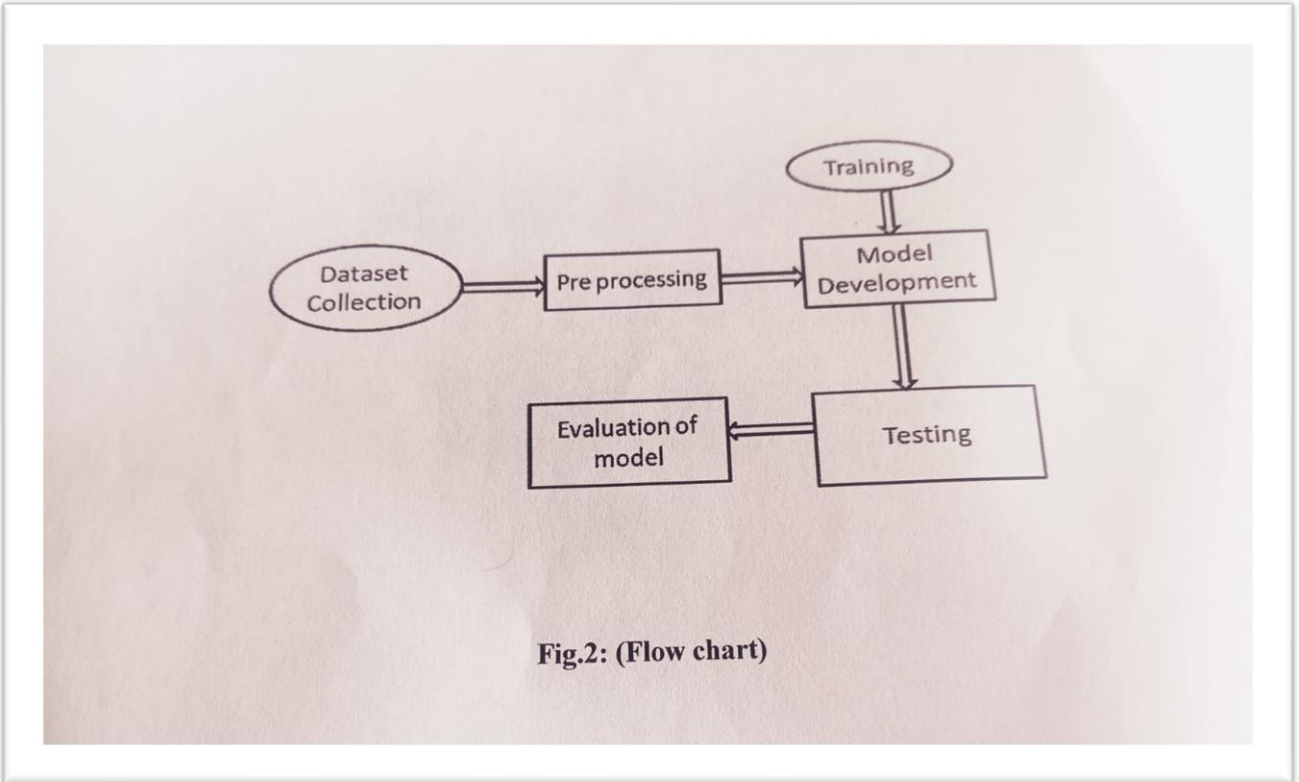 Training
Dataset
Collection
Pre processing
Model
Development
Evaluation of
model
Testing
Fig.2: (Flow chart)